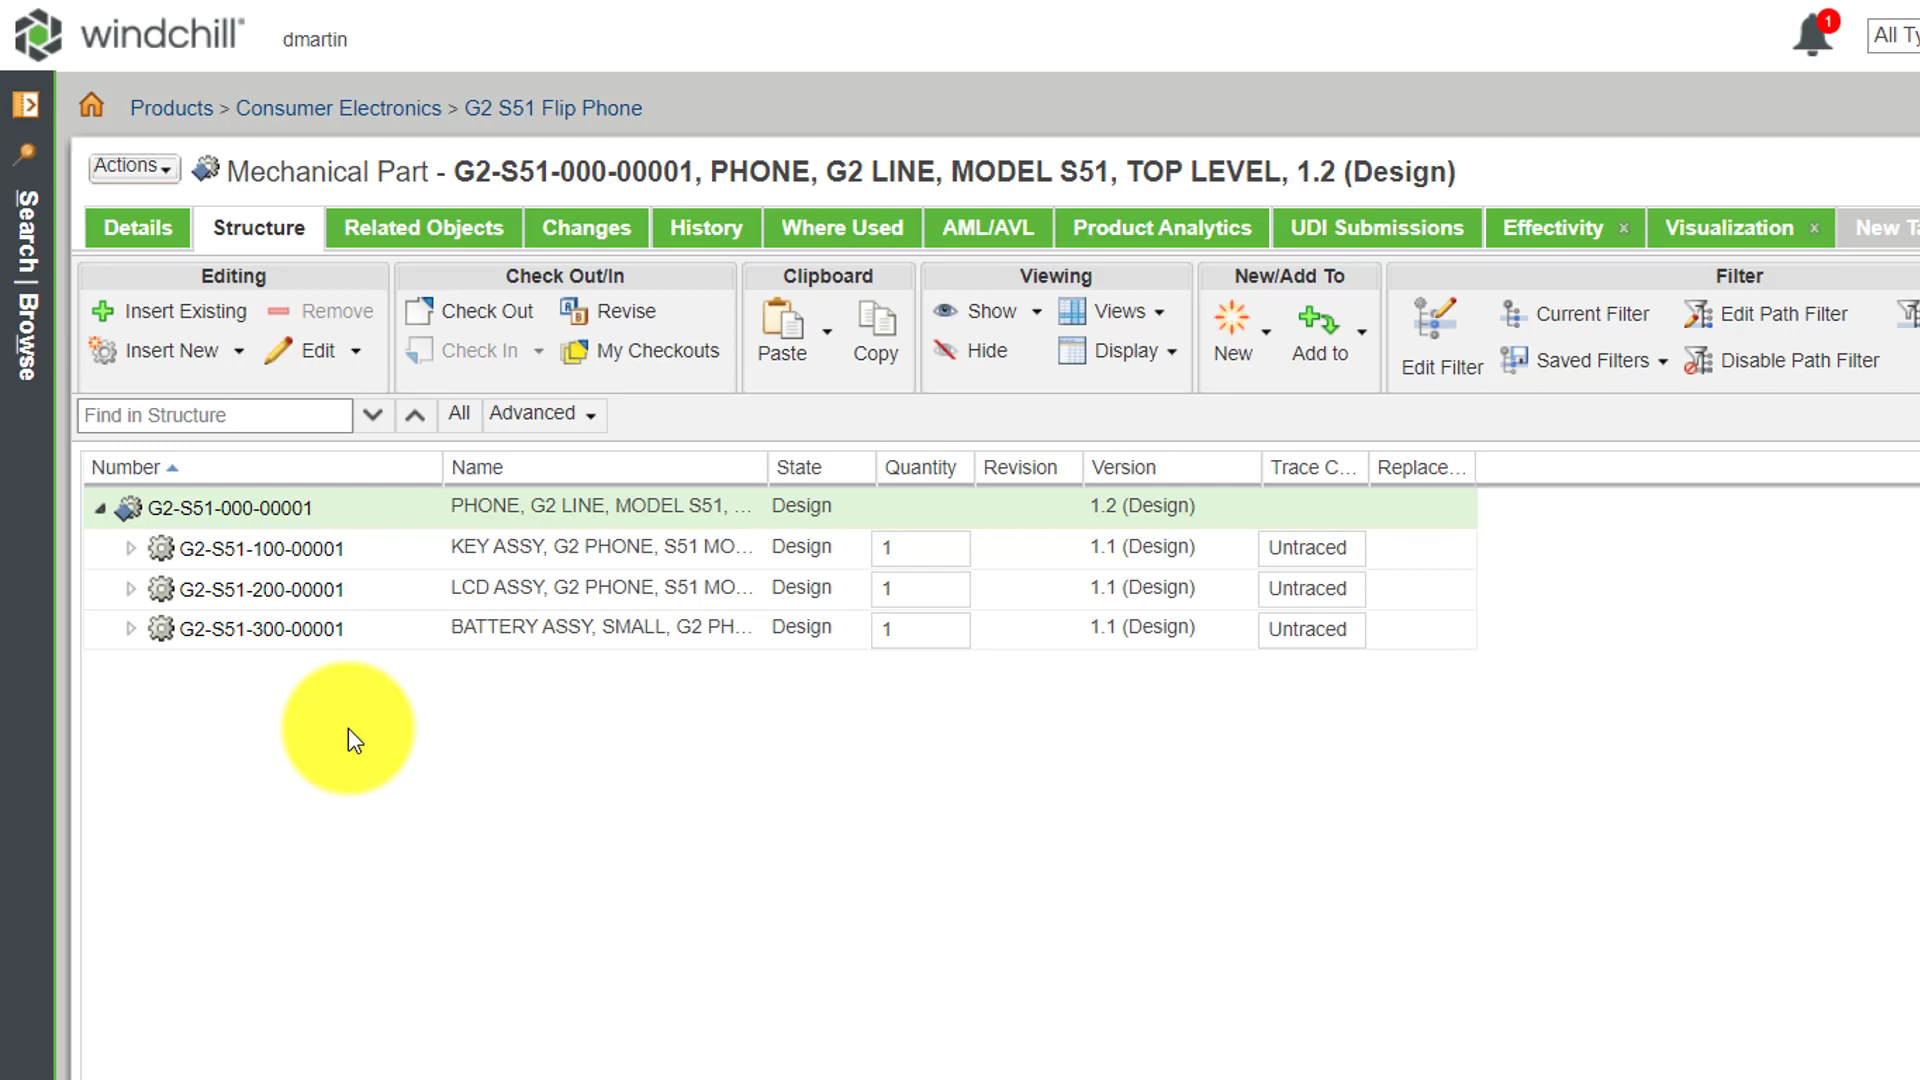 windchill® dmartin 1 All Ty
Products > Consumer Electronics > G2 S51 Flip Phone
Actions Mechanical Part - G2-S51-000-00001, PHONE, G2 LINE, MODEL S51, TOP LEVEL, 1.2 (Design)
Details Structure Related Objects Changes History Where Used AML/AVL Product Analytics UDI Submissions Effectivity x Visualization x New Ta
Search | Browse
Editing Check Out/In Clipboard Viewing New/Add To Filter
Insert Existing Remove Check Out Revise Show Views Current Filter Edit Path Filter
Insert New Edit Check In My Checkouts Paste Copy Hide Display New Add to Edit Filter Saved Filters Disable Path Filter
Find in Structure All Advanced
Number Name State Quantity Revision Version Trace C... Replace...
G2-S51-000-00001 PHONE, G2 LINE, MODEL S51, ... Design 1.2 (Design)
G2-S51-100-00001 KEY ASSY, G2 PHONE, S51 MO... Design 1 1.1 (Design) Untraced
G2-S51-200-00001 LCD ASSY, G2 PHONE, S51 MO... Design 1 1.1 (Design) Untraced
G2-S51-300-00001 BATTERY ASSY, SMALL, G2 PH... Design 1 1.1 (Design) Untraced